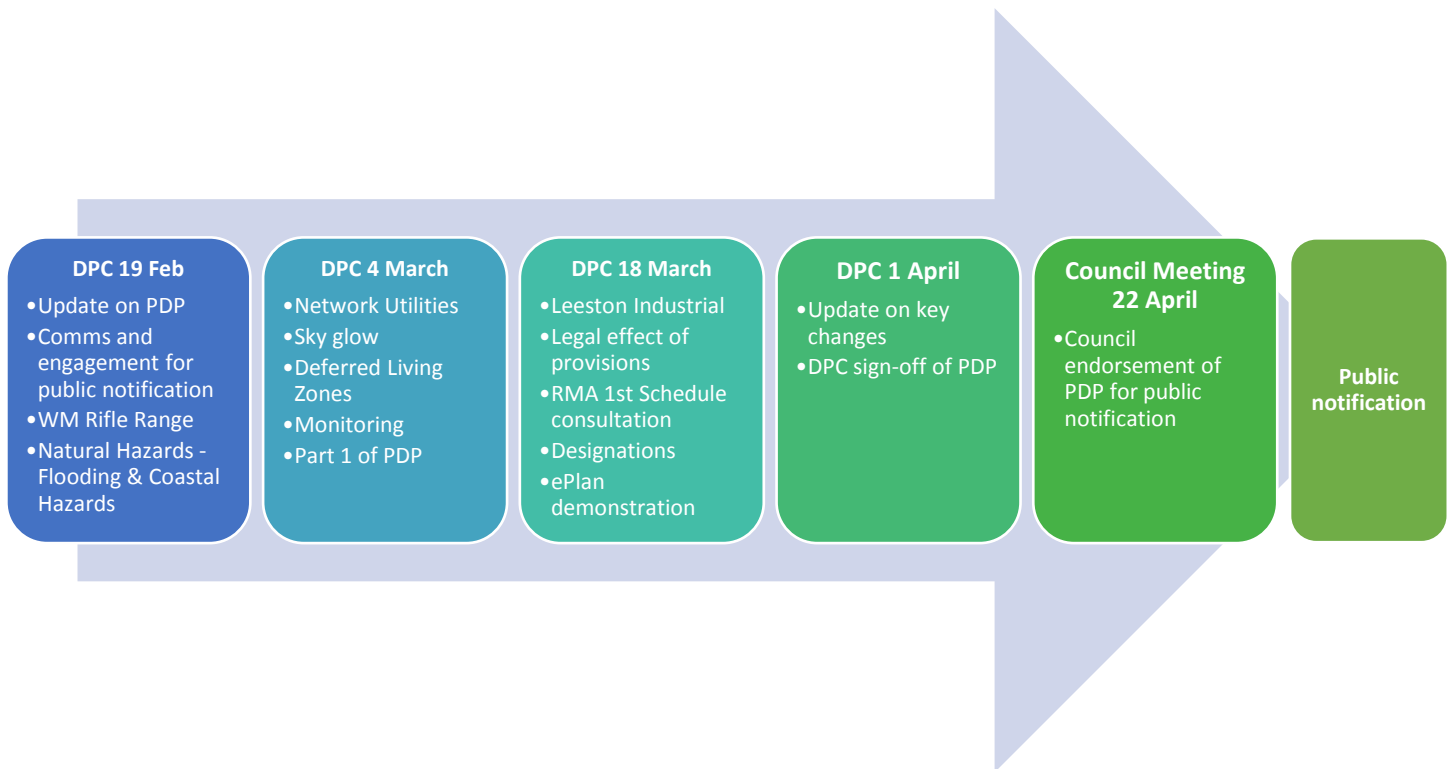 DPC 19 Feb
•Update on PDP
•Comms and
engagement for
public notification
•WM Rifle Range
•Natural Hazards -
Flooding & Coastal
Hazards
DPC 4 March
•Network Utilities
•Sky glow
•Deferred Living
Zones
•Monitoring
•Part 1 of PDP
DPC 18 March
•Leeston Industrial
•Legal effect of
provisions
•RMA 1st Schedule
consultation
•Designations
•ePlan
demonstration
DPC 1 April
•Update on key
changes
•DPC sign-off of PDP
Council Meeting
22 April
•Council
endorsement of
PDP for public
notification
Public
notification